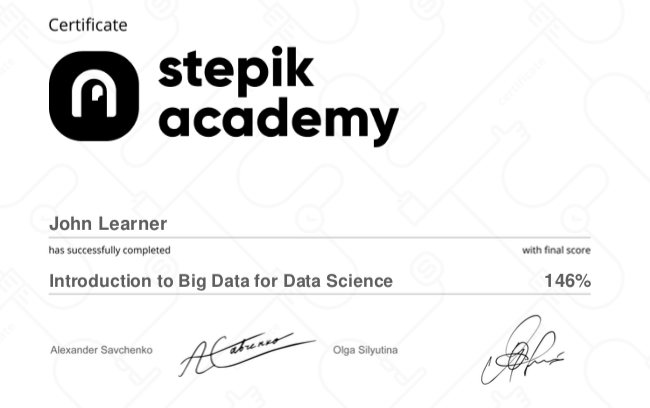 Certificate
stepik
academy
John Learner
has successfully completed with final score
Introduction to Big Data for Data Science 146%
Alexander Savchenko Olga Silyutina